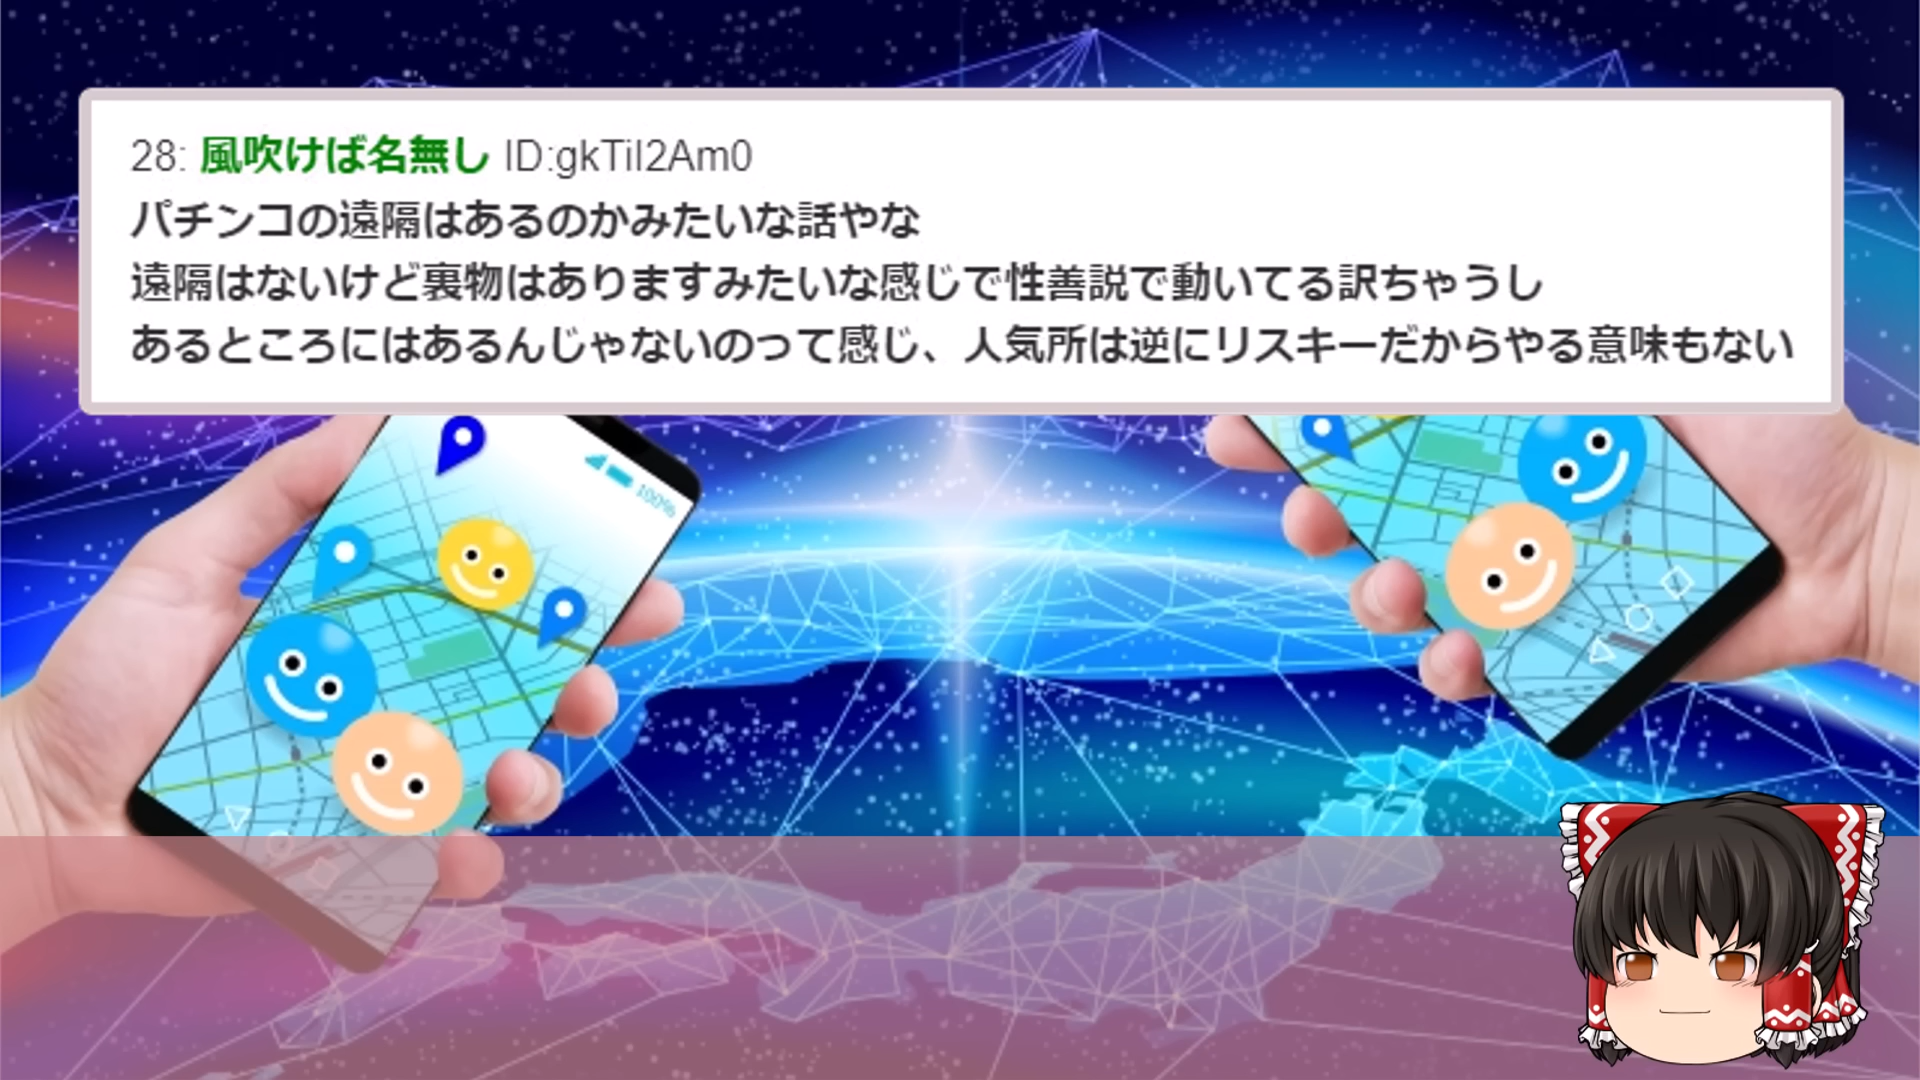 28: 風吹けば名無し ID:gkTiI2Am0
パチンコの遠隔はあるのかみたいな話やな
遠隔はないけど裏物はありますみたいな感じで性善説で動いてる訳ちゃうし
あるところにはあるんじゃないのって感じ、人気所は逆にリスキーだからやる意味もない
100%